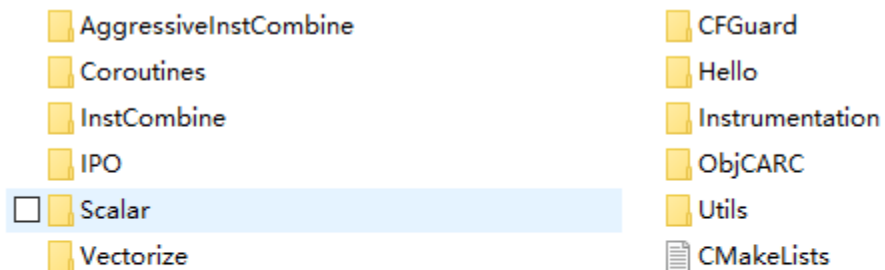 AggressiveInstCombine
CFGuard
Coroutines
Hello
InstCombine
Instrumentation
IPO
ObjCARC
Scalar
Utils
Vectorize
CMakeLists